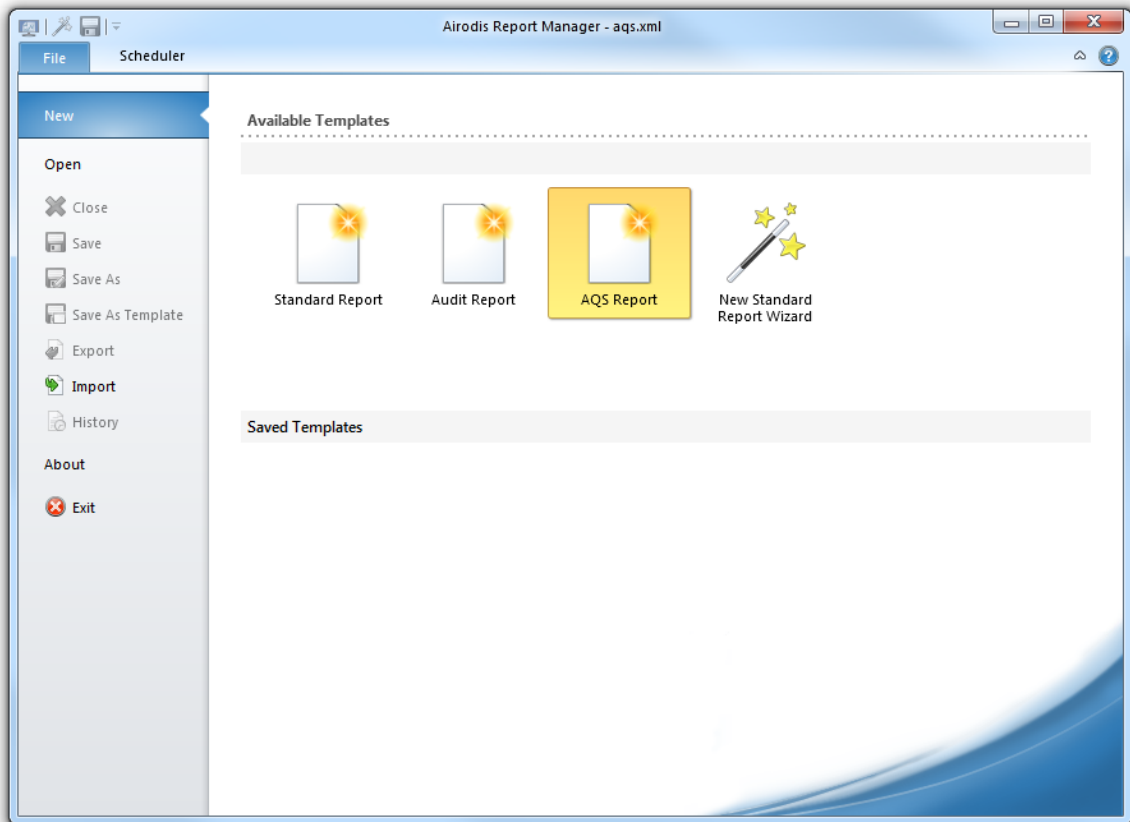 Airodis Report Manager - aqs.xml
File
Scheduler
New
Open
Close
Save
Save As
Save As Template
Export
Import
History
About
Exit
Available Templates
Standard Report
Audit Report
AQS Report
New Standard
Report Wizard
Saved Templates